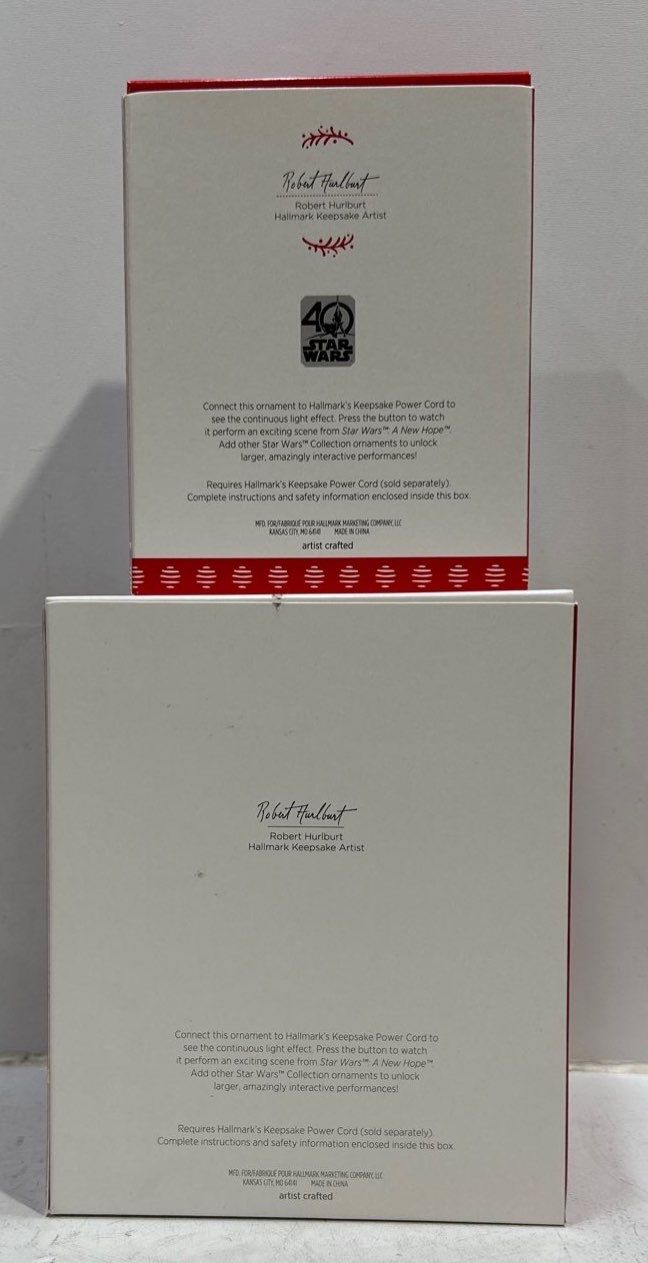 Robert Hurlburt
Robert Hurlburt
Hallmark Keepsake Artist
40
STAR
WARS
Connect this ornament to Hallmark's Keepsake Power Cord to
see the continuous light effect. Press the button to watch
it perform an exciting scene from Star Wars™: A New Hope™.
Add other Star Wars™ Collection ornaments to unlock
larger, amazingly interactive performances!
Requires Hallmark's Keepsake Power Cord (sold separately).
Complete instructions and safety information enclosed inside this box.
MFD. FOR/FABRIQUÉ POUR HALLMARK MARKETING COMPANY, LLC
KANSAS CITY, MO 64141 MADE IN CHINA
artist crafted
Robert Hurlburt
Robert Hurlburt
Hallmark Keepsake Artist
Connect this ornament to Hallmark's Keepsake Power Cord to
see the continuous light effect. Press the button to watch
it perform an exciting scene from Star Wars™: A New Hope™.
Add other Star Wars™ Collection ornaments to unlock
larger, amazingly interactive performances!
Requires Hallmark's Keepsake Power Cord (sold separately).
Complete instructions and safety information enclosed inside this box.
MFD. FOR/FABRIQUÉ POUR HALLMARK MARKETING COMPANY, LLC
KANSAS CITY, MO 64141 MADE IN CHINA
artist crafted